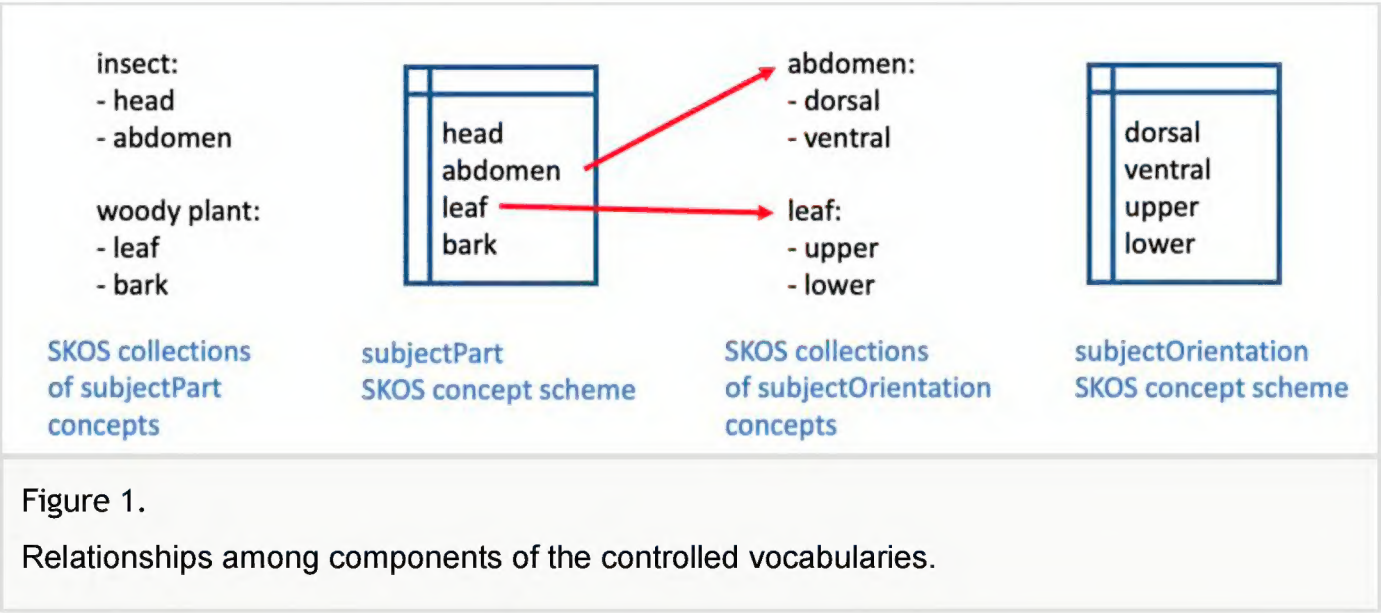 insect:
- head
- abdomen
woody plant:
- leaf
- bark
SKOS collections
of subjectPart
concepts
head
abdomen
leaf
bark
subjectPart
SKOS concept scheme
abdomen:
- dorsal
- ventral
leaf:
- upper
- lower
SKOS collections
of subjectOrientation
concepts
dorsal
ventral
upper
lower
subjectOrientation
SKOS concept scheme
Figure 1.
Relationships among components of the controlled vocabularies.